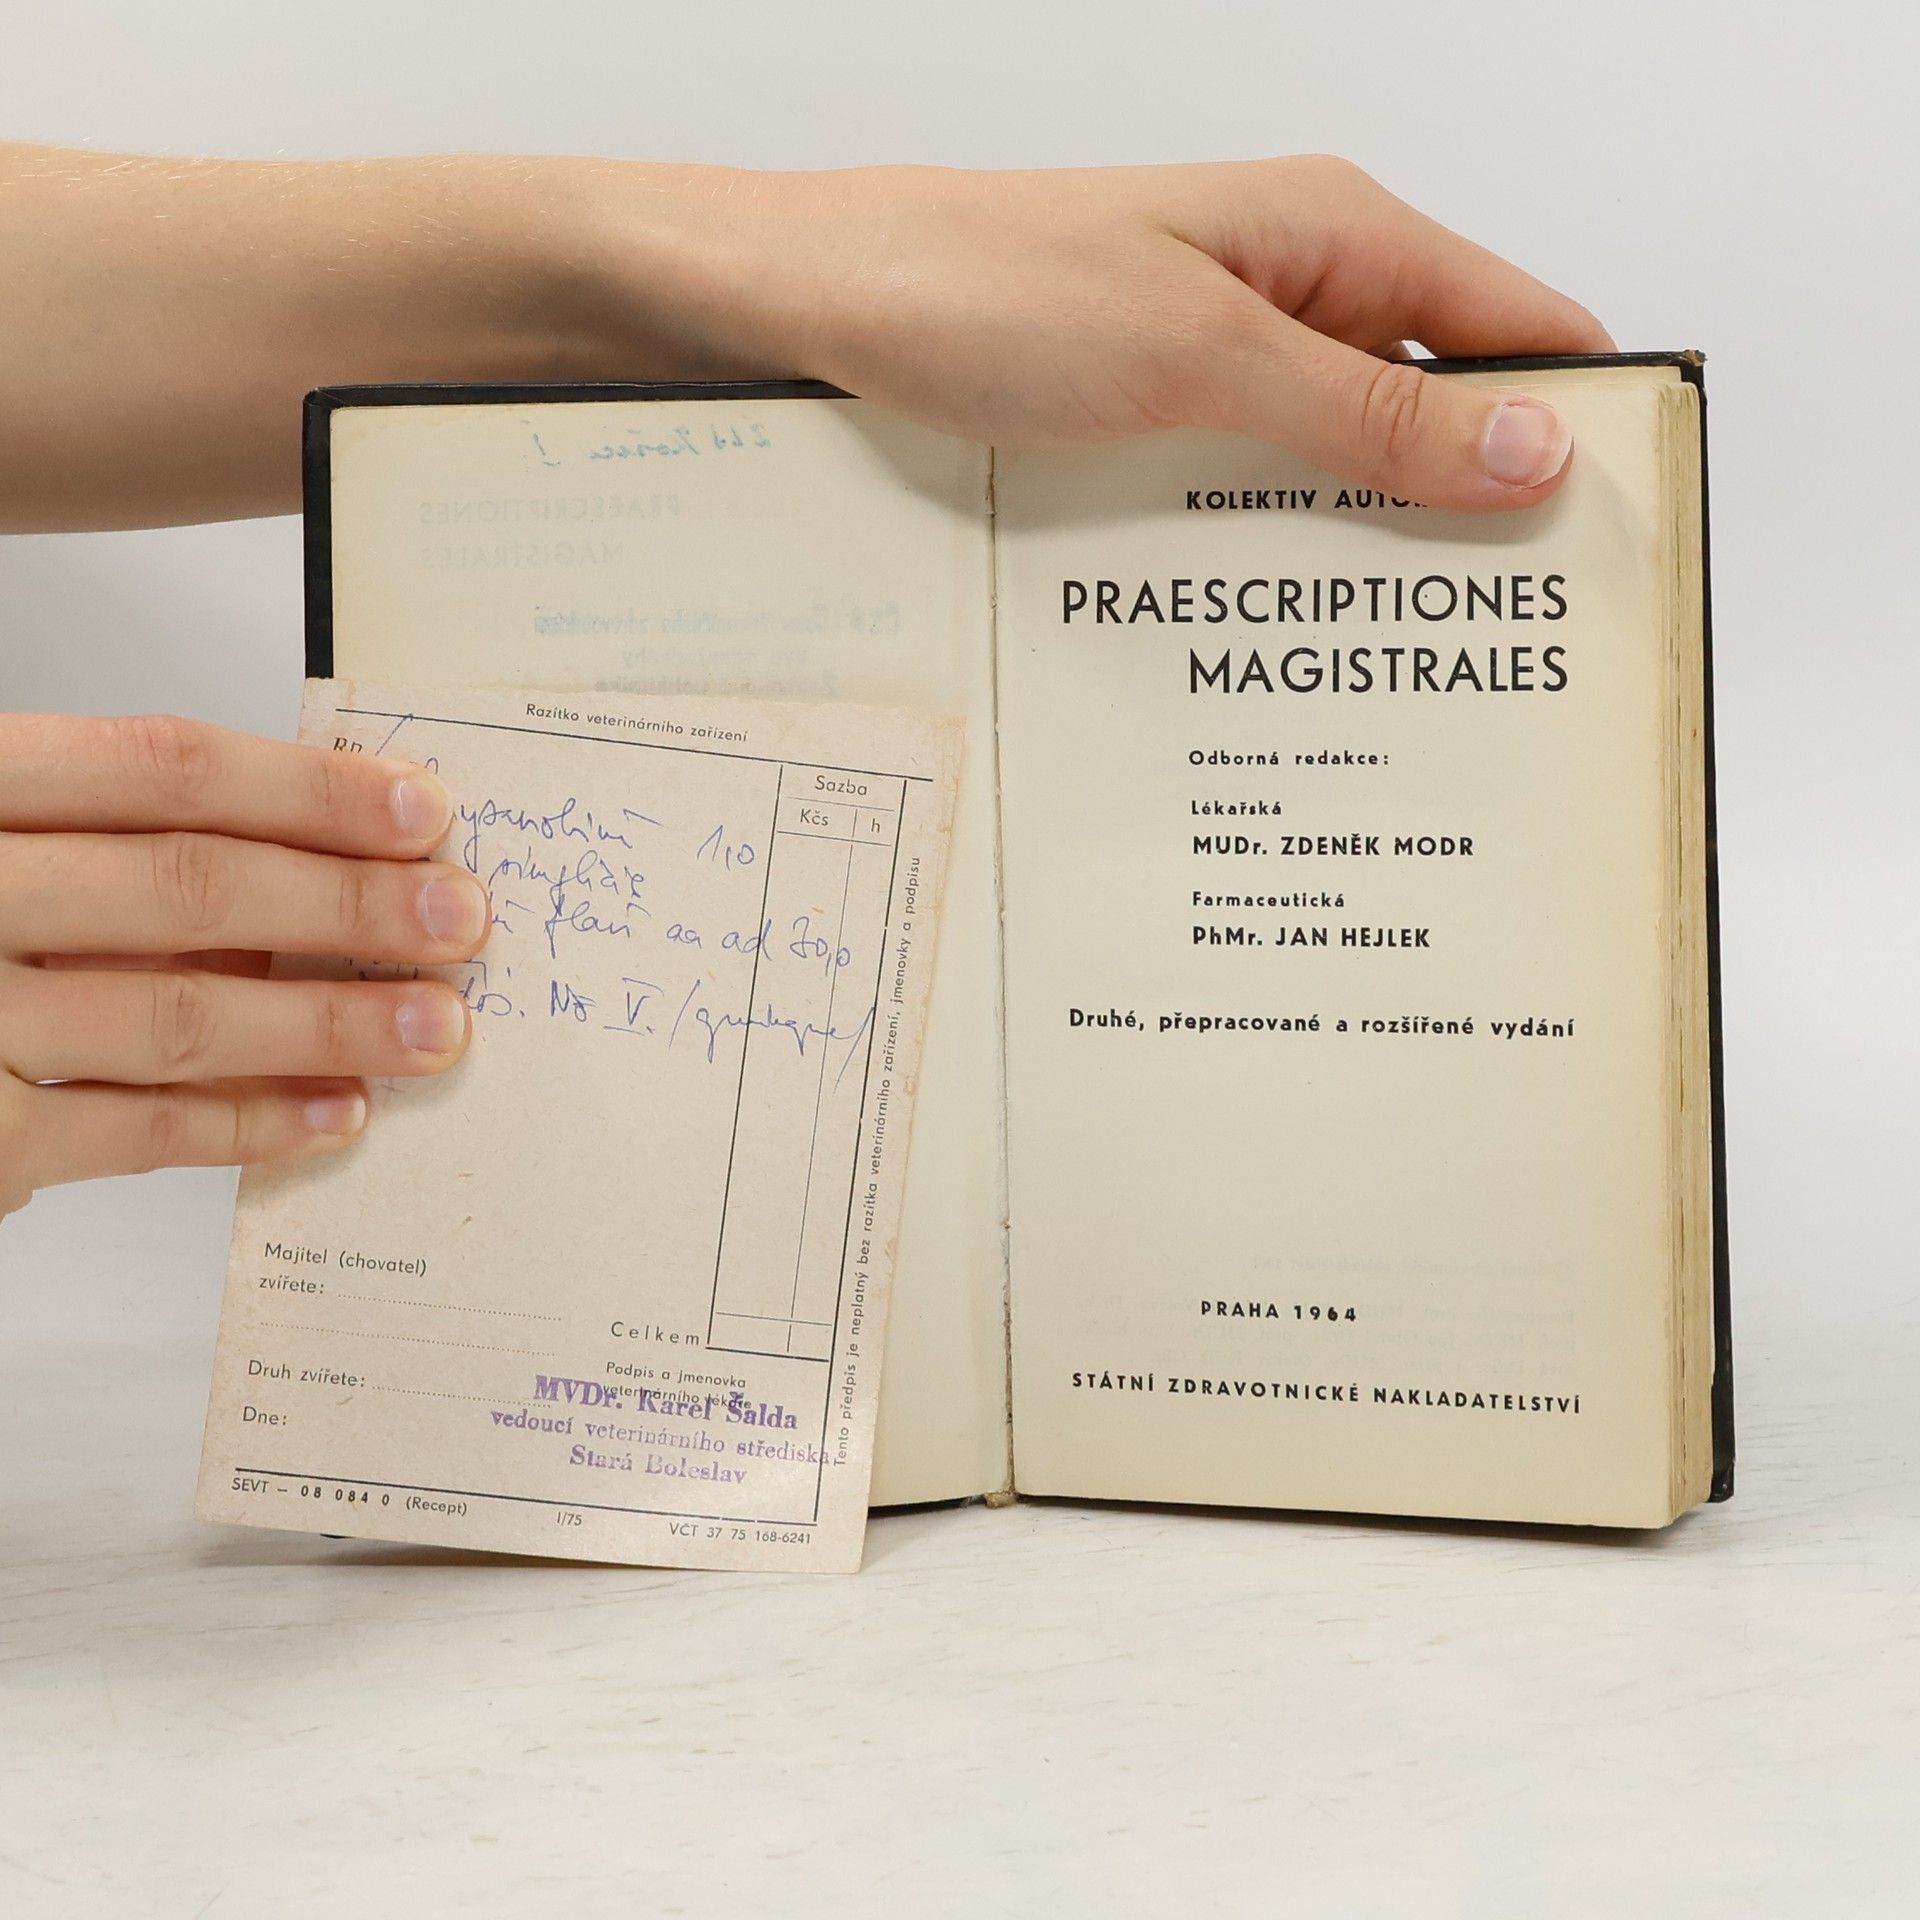 Razítko veterinárního zařízení
Rp
Sazba
Kčs h
1,0
aa ad 30,0
No V.
Tento předpis je neplatný bez razítka veterinárního zařízení, jmenovky a podpisu
Majitel (chovatel)
zvířete:
Celkem
Druh zvířete:
Podpis a jmenovka
veterinárního lékaře
MVDr. Karel Šalda
vedoucí veterinárního střediska
Stará Boleslav
Dne:
SEVT – 08 084 0 (Recept) I/75 VČT 37 75 168-6241
PRAESCRIPTIONES
MAGISTRALES
KOLEKTIV
PRAESCRIPTIONES
MAGISTRALES
Odborná redakce:
Lékařská
MUDr. ZDENĚK MODR
Farmaceutická
PhMr. JAN HEJLEK
Druhé, přepracované a rozšířené vydání
PRAHA 1964
STÁTNÍ ZDRAVOTNICKÉ NAKLADATELSTVÍ